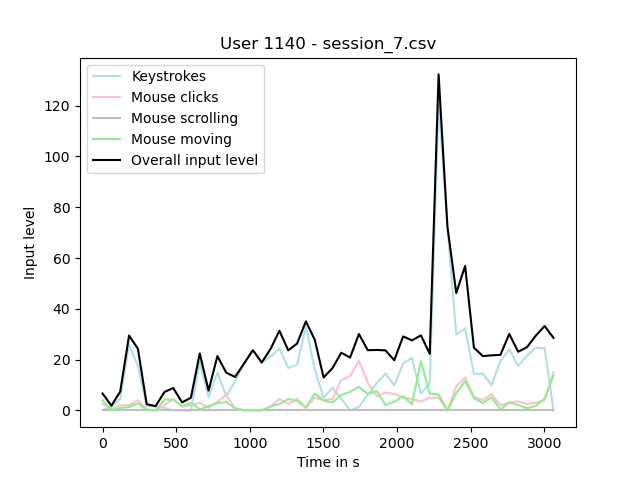 User 1140 - session_7.csv
Keystrokes
Mouse clicks
Mouse scrolling
Mouse moving
Overall input level
Input level
120
100
80
60
40
20
0
0 500 1000 1500 2000 2500 3000
Time in s